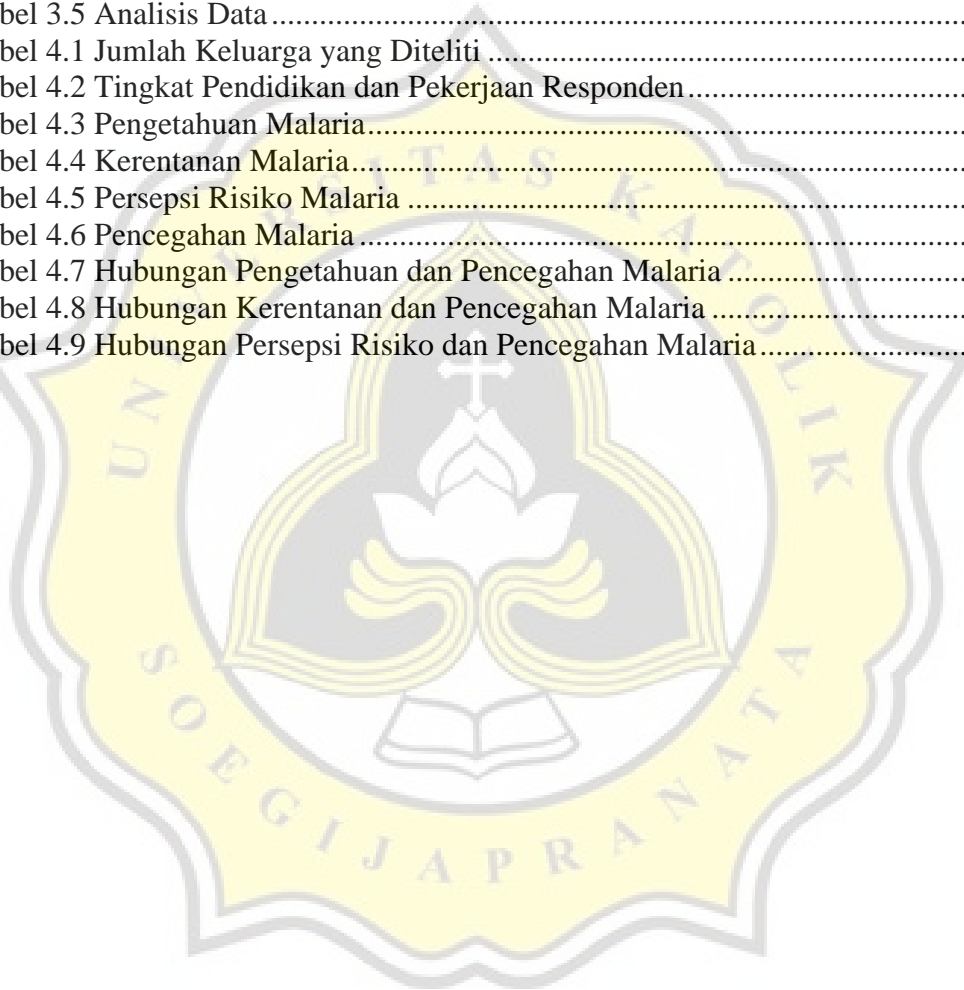 bel 3.5 Analisis Data........................................................................................
bel 4.1 Jumlah Keluarga yang Diteliti............................................................
bel 4.2 Tingkat Pendidikan dan Pekerjaan Responden...................................
bel 4.3 Pengetahuan Malaria...........................................................................
bel 4.4 Kerentanan Malaria.............................................................................
bel 4.5 Persepsi Risiko Malaria......................................................................
bel 4.6 Pencegahan Malaria............................................................................
bel 4.7 Hubungan Pengetahuan dan Pencegahan Malaria..............................
bel 4.8 Hubungan Kerentanan dan Pencegahan Malaria................................
bel 4.9 Hubungan Persepsi Risiko dan Pencegahan Malaria..........................
UNIVERSITAS KATOLIK
SOEGIJAPRANATA